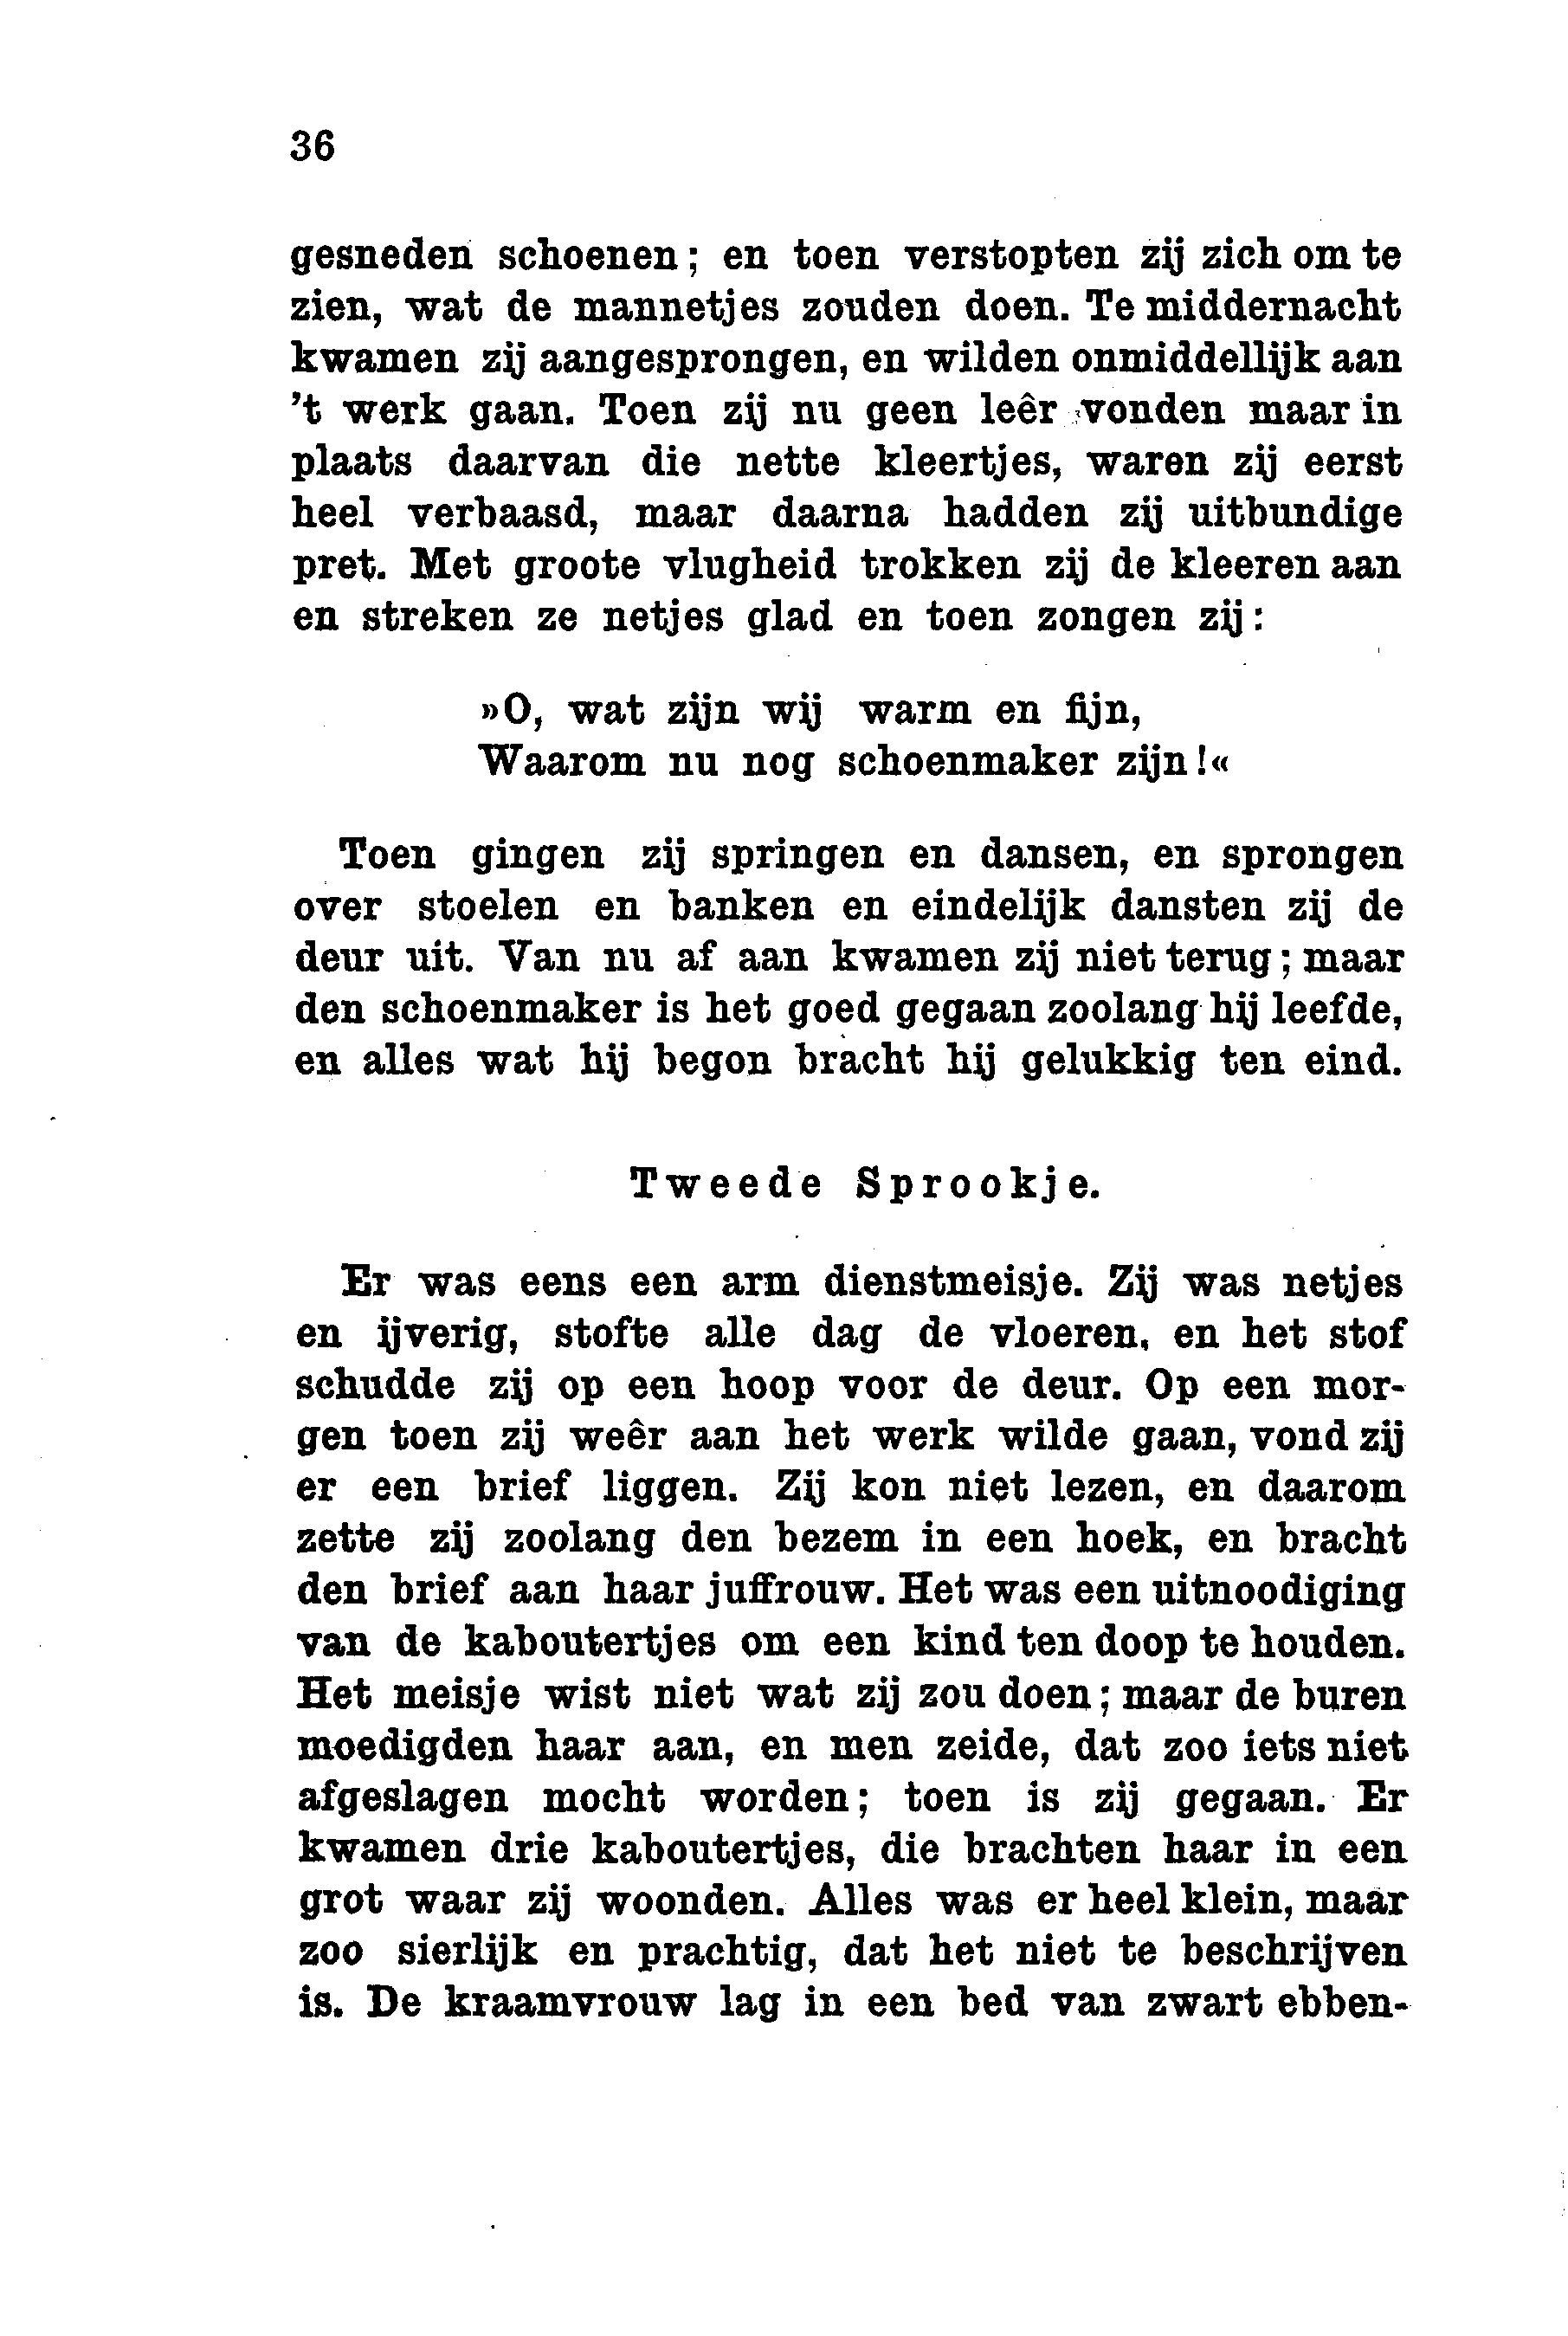 36
gesneden schoenen; en toen verstopten zij zich om te
zien, wat de mannetjes zouden doen. Te middernacht
kwamen zij aangesprongen, en wilden onmiddellijk aan
't werk gaan. Toen zij nu geen leêr vonden maar in
plaats daarvan die nette kleertjes, waren zij eerst
heel verbaasd, maar daarna hadden zij uitbundige
pret. Met groote vlugheid trokken zij de kleeren aan
en streken ze netjes glad en toen zongen zij:
»O, wat zijn wij warm en fijn,
Waarom nu nog schoenmaker zijn!«
Toen gingen zij springen en dansen, en sprongen
over stoelen en banken en eindelijk dansten zij de
deur uit. Van nu af aan kwamen zij niet terug; maar
den schoenmaker is het goed gegaan zoolang hij leefde,
en alles wat hij begon bracht hij gelukkig ten eind.
Tweede Sprookje.
Er was eens een arm dienstmeisje. Zij was netjes
en ijverig, stofte alle dag de vloeren, en het stof
schudde zij op een hoop voor de deur. Op een mor-
gen toen zij weêr aan het werk wilde gaan, vond zij
er een brief liggen. Zij kon niet lezen, en daarom
zette zij zoolang den bezem in een hoek, en bracht
den brief aan haar juffrouw. Het was een uitnoodiging
van de kaboutertjes om een kind ten doop te houden.
Het meisje wist niet wat zij zou doen; maar de buren
moedigden haar aan, en men zeide, dat zoo iets niet
afgeslagen mocht worden; toen is zij gegaan. Er
kwamen drie kaboutertjes, die brachten haar in een
grot waar zij woonden. Alles was er heel klein, maar
zoo sierlijk en prachtig, dat het niet te beschrijven
is. De kraamvrouw lag in een bed van zwart ebben-